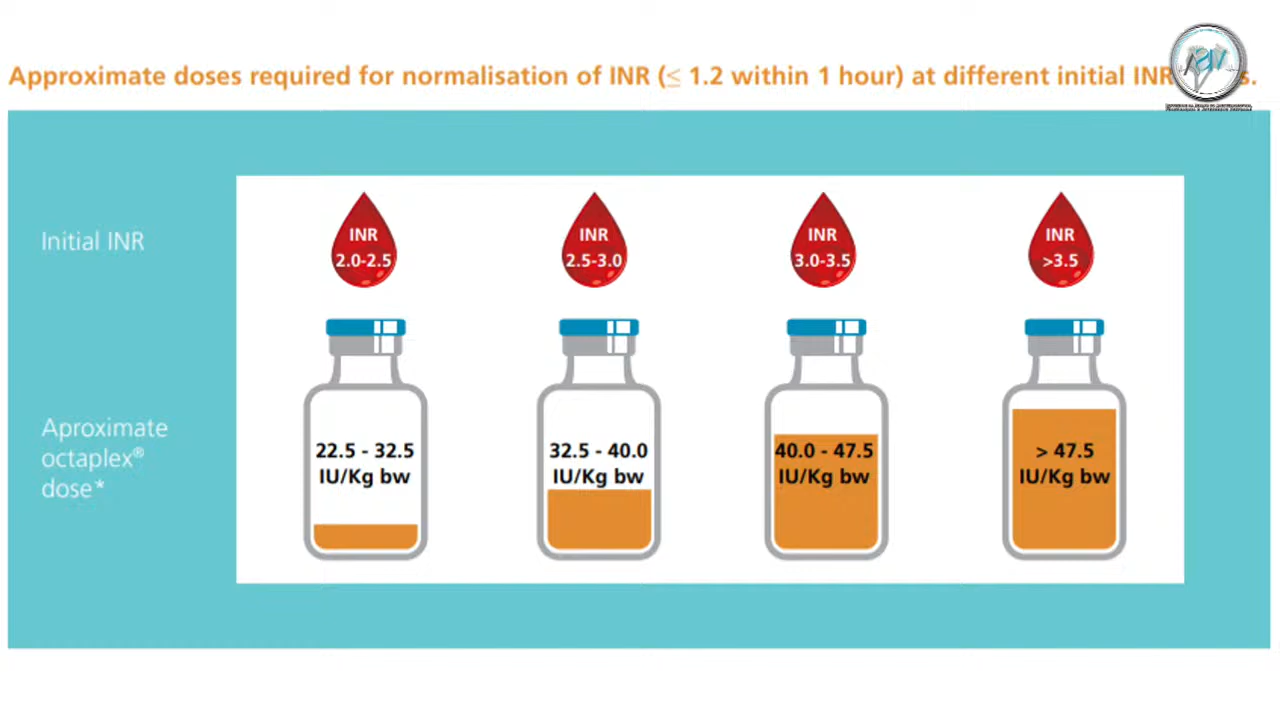 Approximate doses required for normalisation of INR (≤ 1.2 within 1 hour) at different initial INR
Initial INR
INR
2.0-2.5
INR
2.5-3.0
INR
3.0-3.5
INR
>3.5
Aproximate
octaplex®
dose*
22.5 - 32.5
IU/Kg bw
32.5 - 40.0
IU/Kg bw
40.0 - 47.5
IU/Kg bw
> 47.5
IU/Kg bw